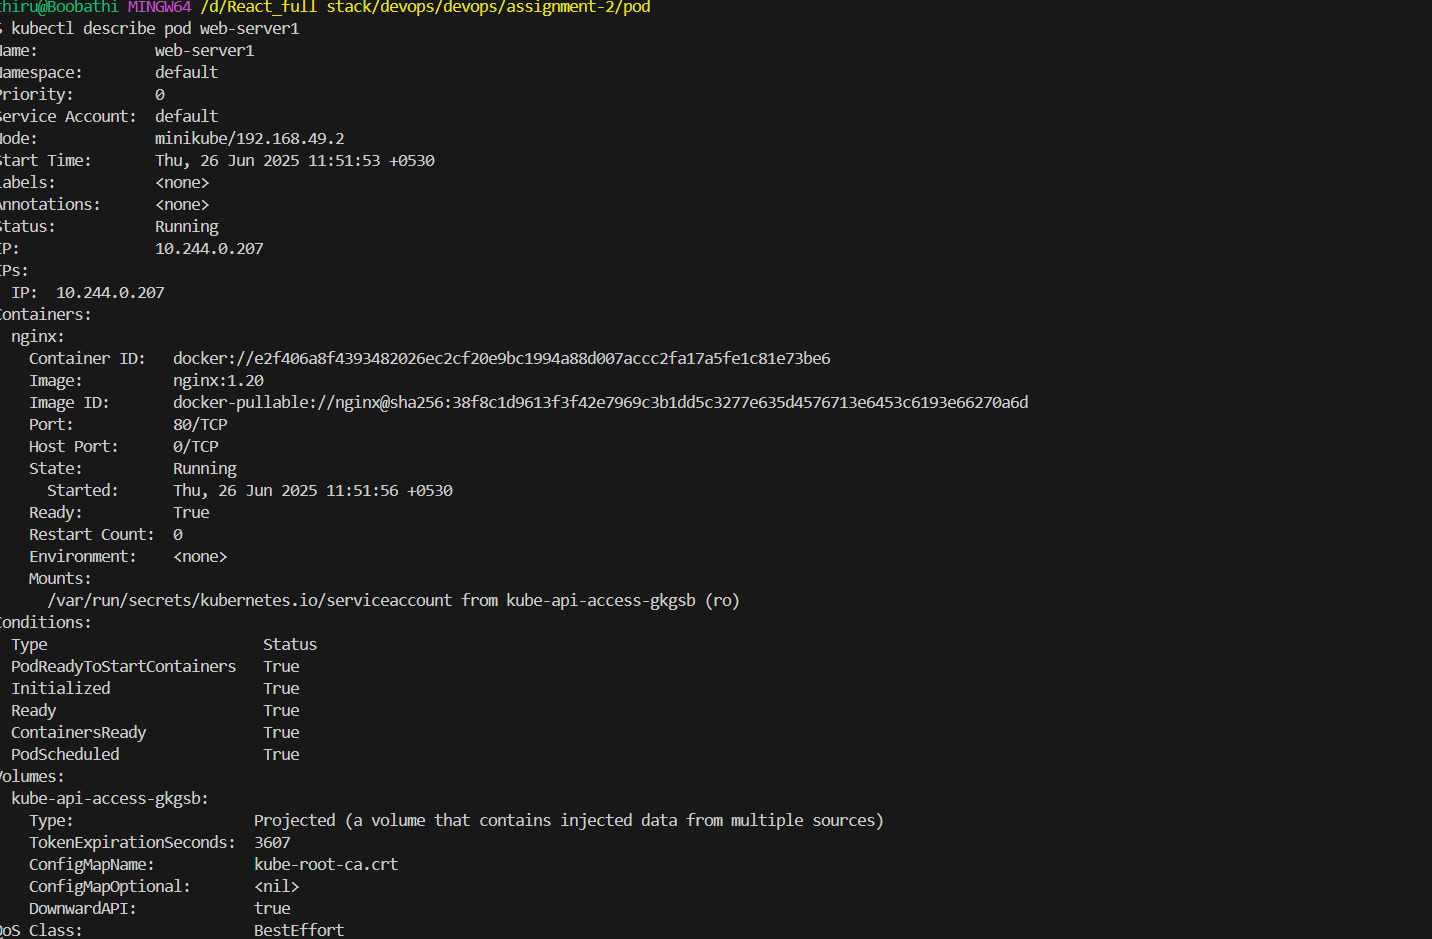 thiru@Boobathi MINGW64 /d/React_full stack/devops/devops/assignment-2/pod
$ kubectl describe pod web-server1
Name:             web-server1
Namespace:        default
Priority:         0
Service Account:  default
Node:             minikube/192.168.49.2
Start Time:       Thu, 26 Jun 2025 11:51:53 +0530
Labels:           <none>
Annotations:      <none>
Status:           Running
IP:               10.244.0.207
IPs:
  IP:  10.244.0.207
Containers:
  nginx:
    Container ID:   docker://e2f406a8f4393482026ec2cf20e9bc1994a88d007accc2fa17a5fe1c81e73be6
    Image:          nginx:1.20
    Image ID:       docker-pullable://nginx@sha256:38f8c1d9613f3f42e7969c3b1dd5c3277e635d4576713e6453c6193e66270a6d
    Port:           80/TCP
    Host Port:      0/TCP
    State:          Running
      Started:      Thu, 26 Jun 2025 11:51:56 +0530
    Ready:          True
    Restart Count:  0
    Environment:    <none>
    Mounts:
      /var/run/secrets/kubernetes.io/serviceaccount from kube-api-access-gkgsb (ro)
Conditions:
  Type                        Status
  PodReadyToStartContainers   True
  Initialized                 True
  Ready                       True
  ContainersReady             True
  PodScheduled                True
Volumes:
  kube-api-access-gkgsb:
    Type:                    Projected (a volume that contains injected data from multiple sources)
    TokenExpirationSeconds:  3607
    ConfigMapName:           kube-root-ca.crt
    ConfigMapOptional:       <nil>
    DownwardAPI:             true
QoS Class:                   BestEffort